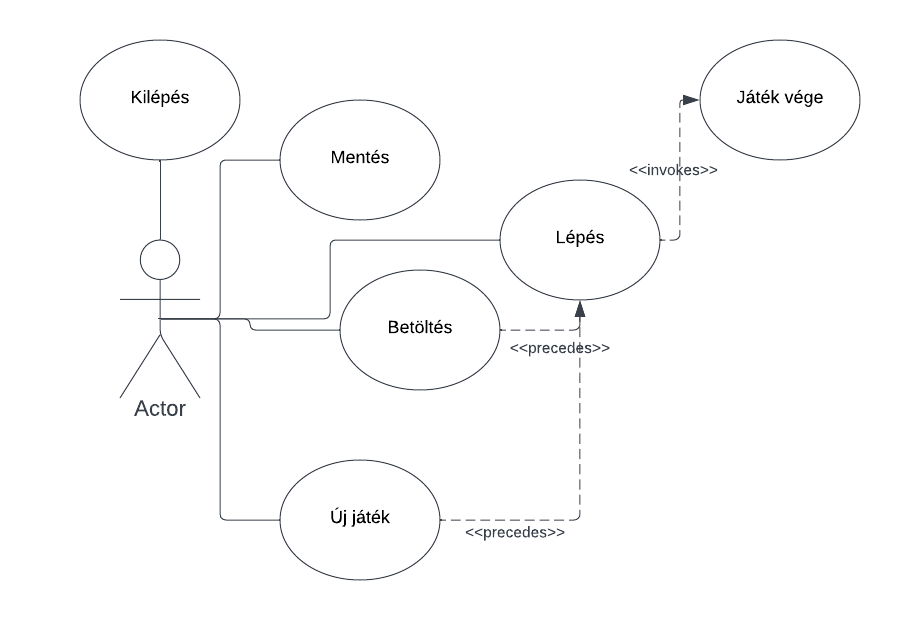 Kilépés
Játék vége
Mentés
<<invokes>>
Lépés
Betöltés
<<precedes>>
Actor
Új játék
<<precedes>>